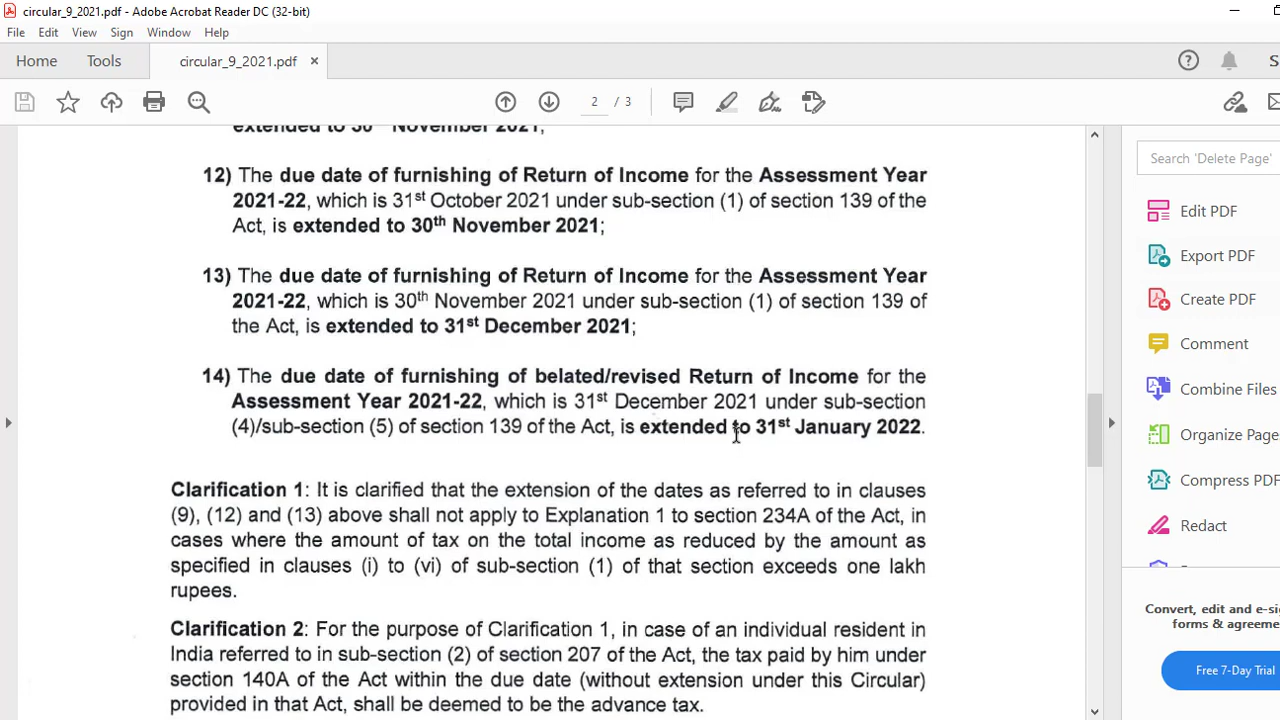 circular_9_2021.pdf - Adobe Acrobat Reader DC (32-bit)
File Edit View Sign Window Help
Home Tools circular_9_2021.pdf ×
2 / 3
extended to 30th November 2021;
12) The due date of furnishing of Return of Income for the Assessment Year
2021-22, which is 31st October 2021 under sub-section (1) of section 139 of the
Act, is extended to 30th November 2021;
13) The due date of furnishing of Return of Income for the Assessment Year
2021-22, which is 30th November 2021 under sub-section (1) of section 139 of
the Act, is extended to 31st December 2021;
14) The due date of furnishing of belated/revised Return of Income for the
Assessment Year 2021-22, which is 31st December 2021 under sub-section
(4)/sub-section (5) of section 139 of the Act, is extended to 31st January 2022.
Clarification 1: It is clarified that the extension of the dates as referred to in clauses
(9), (12) and (13) above shall not apply to Explanation 1 to section 234A of the Act, in
cases where the amount of tax on the total income as reduced by the amount as
specified in clauses (i) to (vi) of sub-section (1) of that section exceeds one lakh
rupees.
Clarification 2: For the purpose of Clarification 1, in case of an individual resident in
India referred to in sub-section (2) of section 207 of the Act, the tax paid by him under
section 140A of the Act within the due date (without extension under this Circular)
provided in that Act, shall be deemed to be the advance tax.
Search 'Delete Page'
Edit PDF
Export PDF
Create PDF
Comment
Combine Files
Organize Page
Compress PDF
Redact
Convert, edit and e-si
forms & agreeme
Free 7-Day Trial